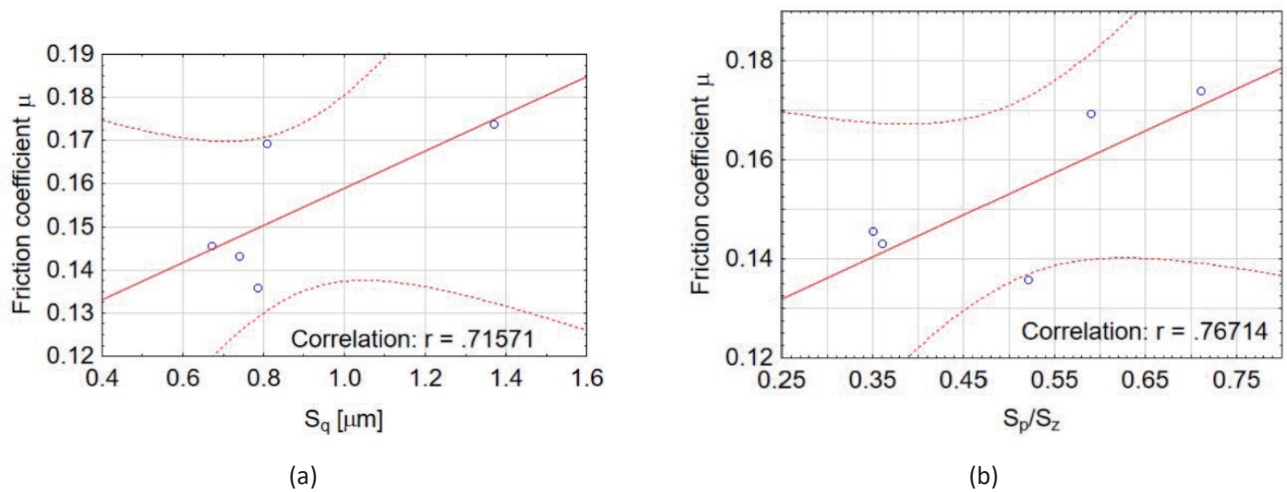 0.19
0.18
0.17
0.16
0.15
0.14
0.13
0.12
Friction coefficient μ
Correlation: r = .71571
0.4 0.6 0.8 1.0 1.2 1.4 1.6
Sq [μm]
(a)
0.18
0.16
0.14
0.12
Friction coefficient μ
Correlation: r = .76714
0.25 0.35 0.45 0.55 0.65 0.75
Sp/Sz
(b)